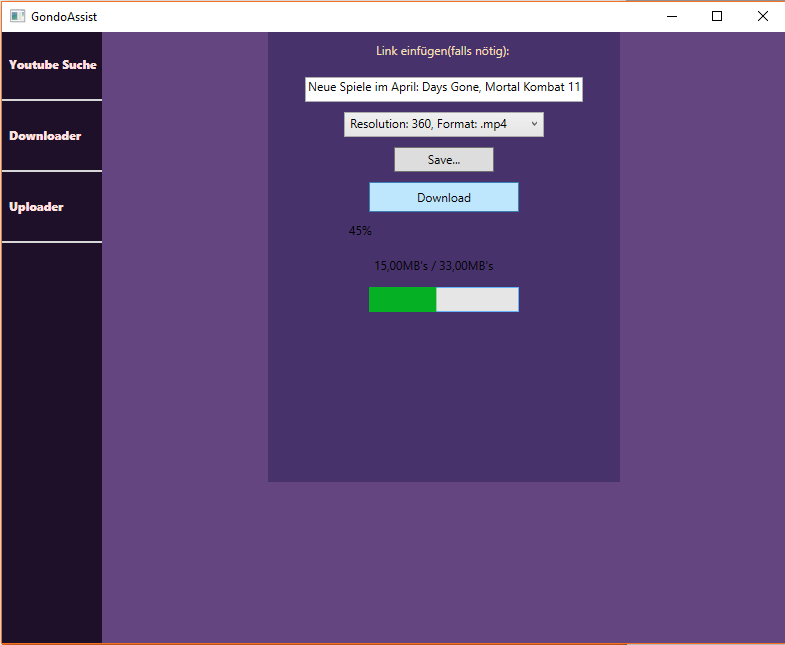 GondoAssist
Youtube Suche
Downloader
Uploader
Link einfügen(falls nötig):
Neue Spiele im April: Days Gone, Mortal Kombat 11
Resolution: 360, Format: .mp4
Save...
Download
45%
15,00MB's / 33,00MB's